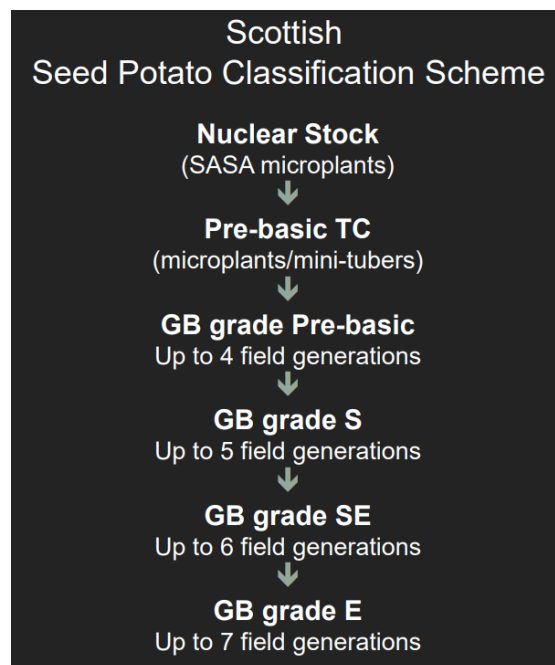 Scottish
Seed Potato Classification Scheme
Nuclear Stock
(SASA microplants)
Pre-basic TC
(microplants/mini-tubers)
GB grade Pre-basic
Up to 4 field generations
GB grade S
Up to 5 field generations
GB grade SE
Up to 6 field generations
GB grade E
Up to 7 field generations